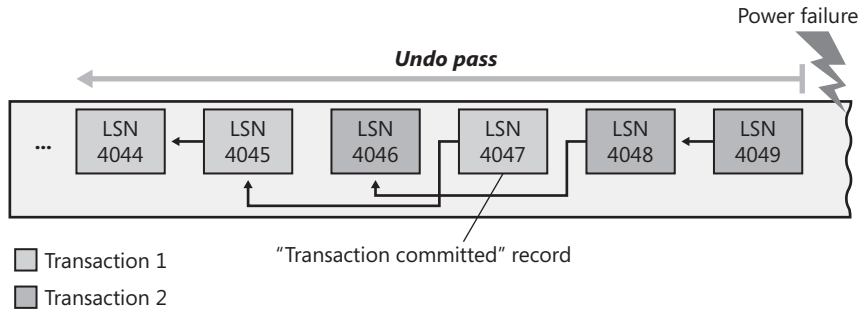 Power failure
Undo pass
...
LSN
4044
LSN
4045
LSN
4046
LSN
4047
LSN
4048
LSN
4049
“Transaction committed” record
Transaction 1
Transaction 2